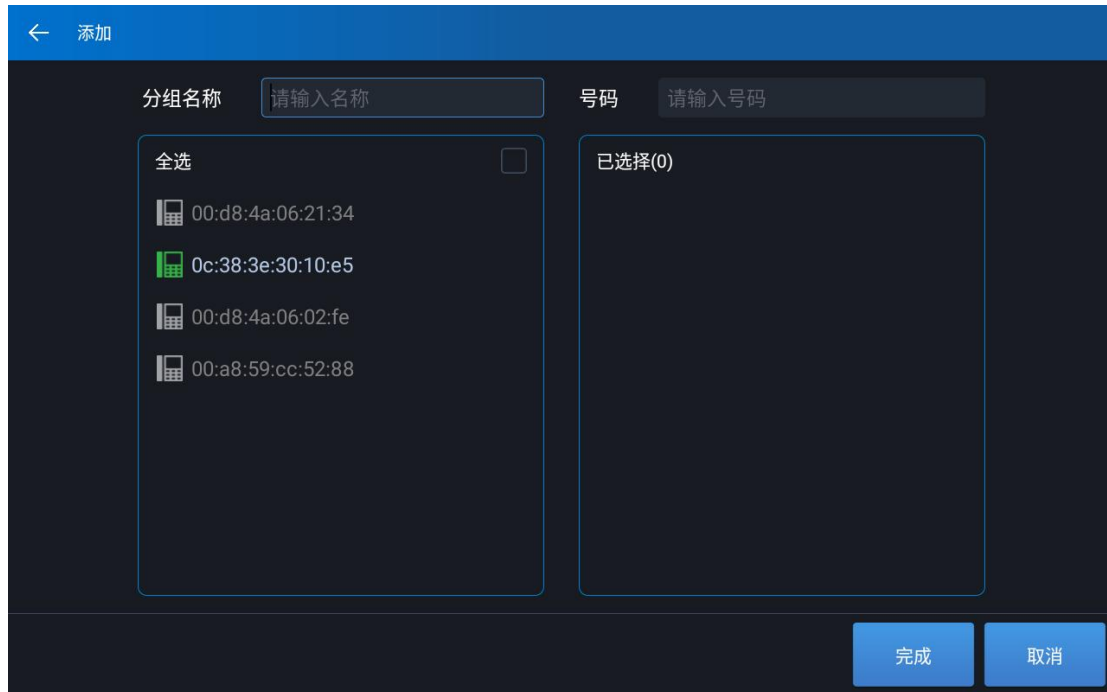 添加
分组名称 请输入名称 号码 请输入号码
全选
00:d8:4a:06:21:34
0c:38:3e:30:10:e5
00:d8:4a:06:02:fe
00:a8:59:cc:52:88
已选择(0)
完成 取消